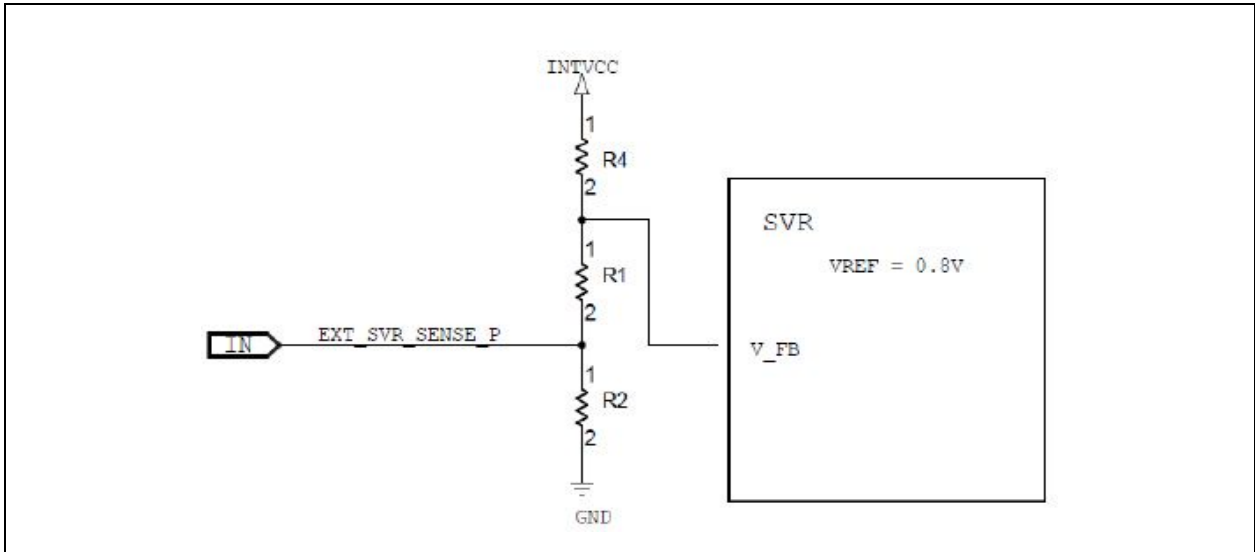 INTVCC
1
R4
2
SVR
VREF = 0.8V
1
R1
2
IN
EXT_SVR_SENSE_P
V_FB
1
R2
2
GND